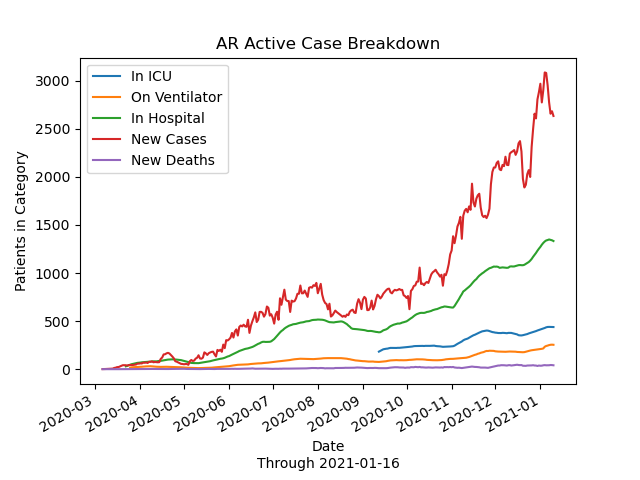 AR Active Case Breakdown
In ICU
On Ventilator
In Hospital
New Cases
New Deaths
Patients in Category
3000
2500
2000
1500
1000
500
0
2020-03
2020-04
2020-05
2020-06
2020-07
2020-08
2020-09
2020-10
2020-11
2020-12
2021-01
Date
Through 2021-01-16